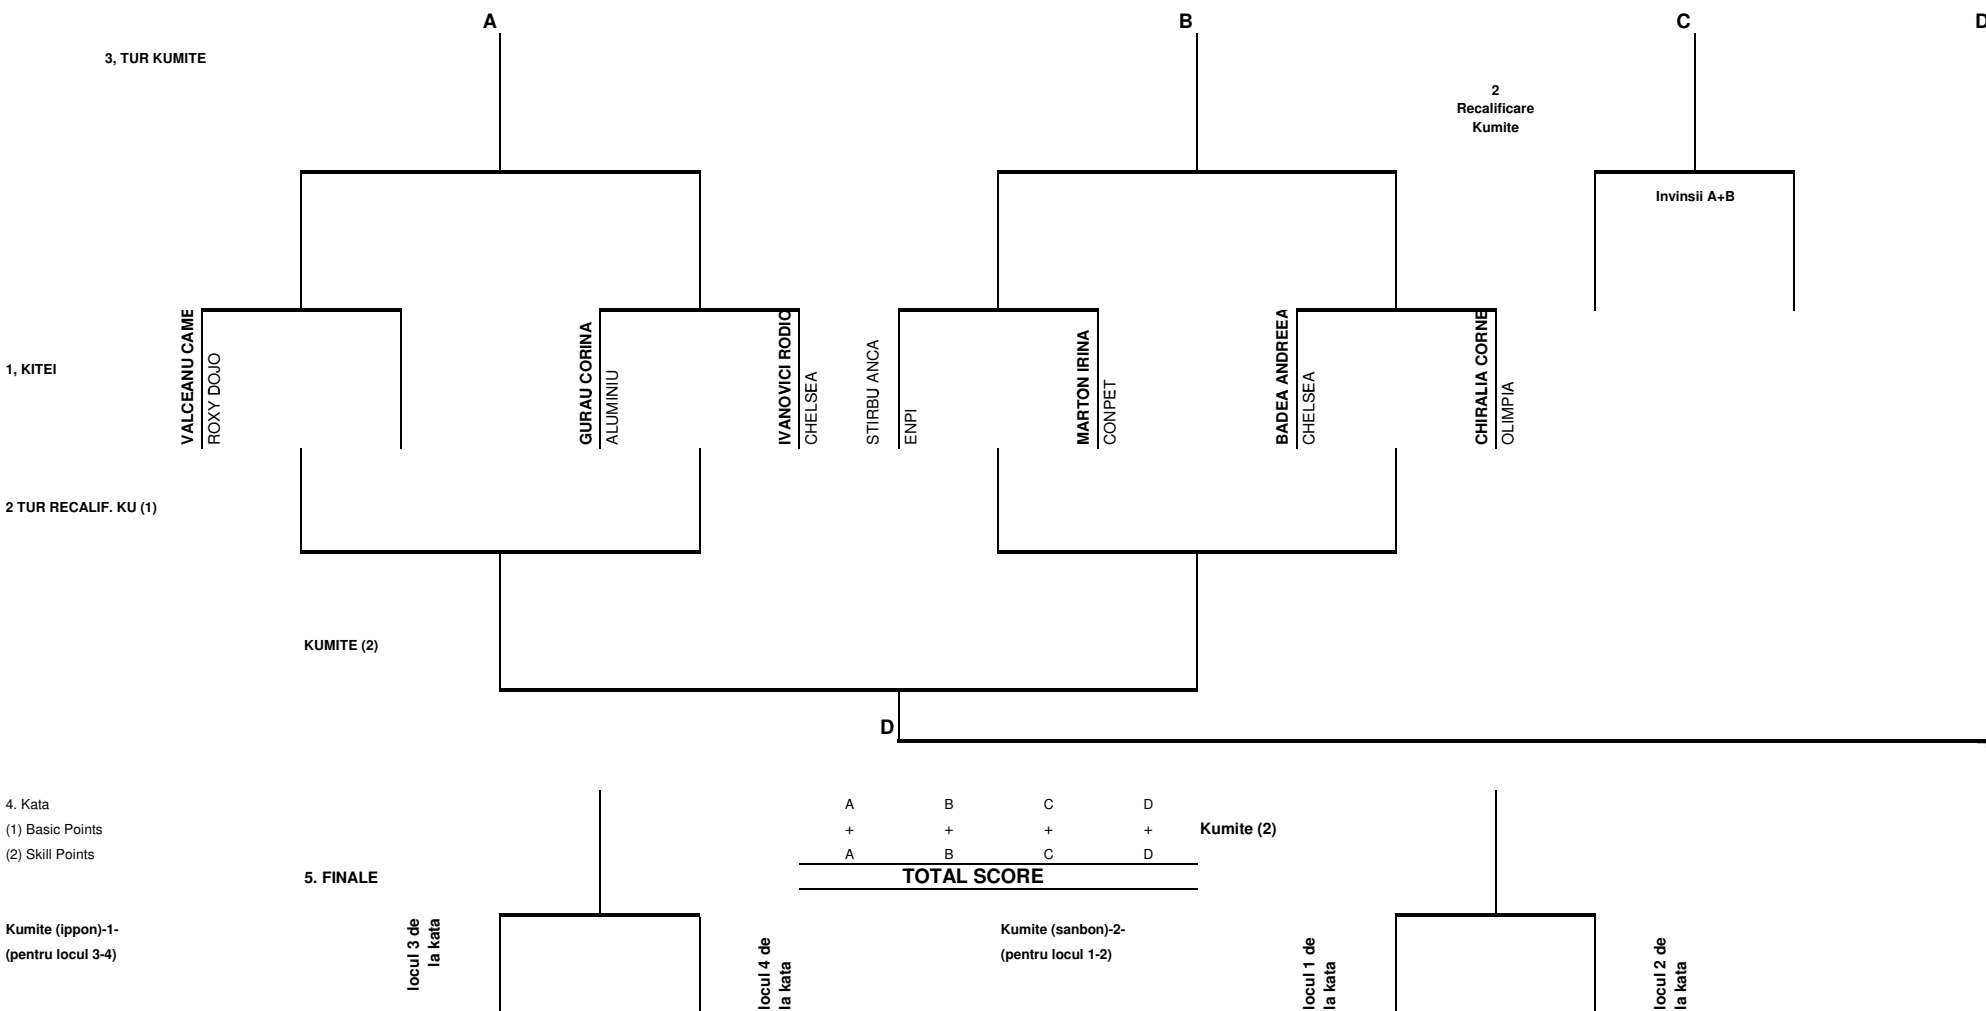 A
B
C
D
3, TUR KUMITE
2
Recalificare
Kumite
Invinsii A+B
1, KITEI
VALCEANU CAME
ROXY DOJO
GURAU CORINA
ALUMINIU
IVANOVICI RODIC
CHELSEA
STIRBU ANCA
ENPI
MARTON IRINA
CONPET
BADEA ANDREEA
CHELSEA
CHIRALIA CORNE
OLIMPIA
2 TUR RECALIF. KU (1)
KUMITE (2)
D
4. Kata A B C D
(1) Basic Points + + + + Kumite (2)
(2) Skill Points A B C D
5. FINALE TOTAL SCORE
Kumite (ippon)-1-
(pentru locul 3-4)
locul 3 de
la kata
locul 4 de
la kata
Kumite (sanbon)-2-
(pentru locul 1-2)
locul 1 de
la kata
locul 2 de
la kata